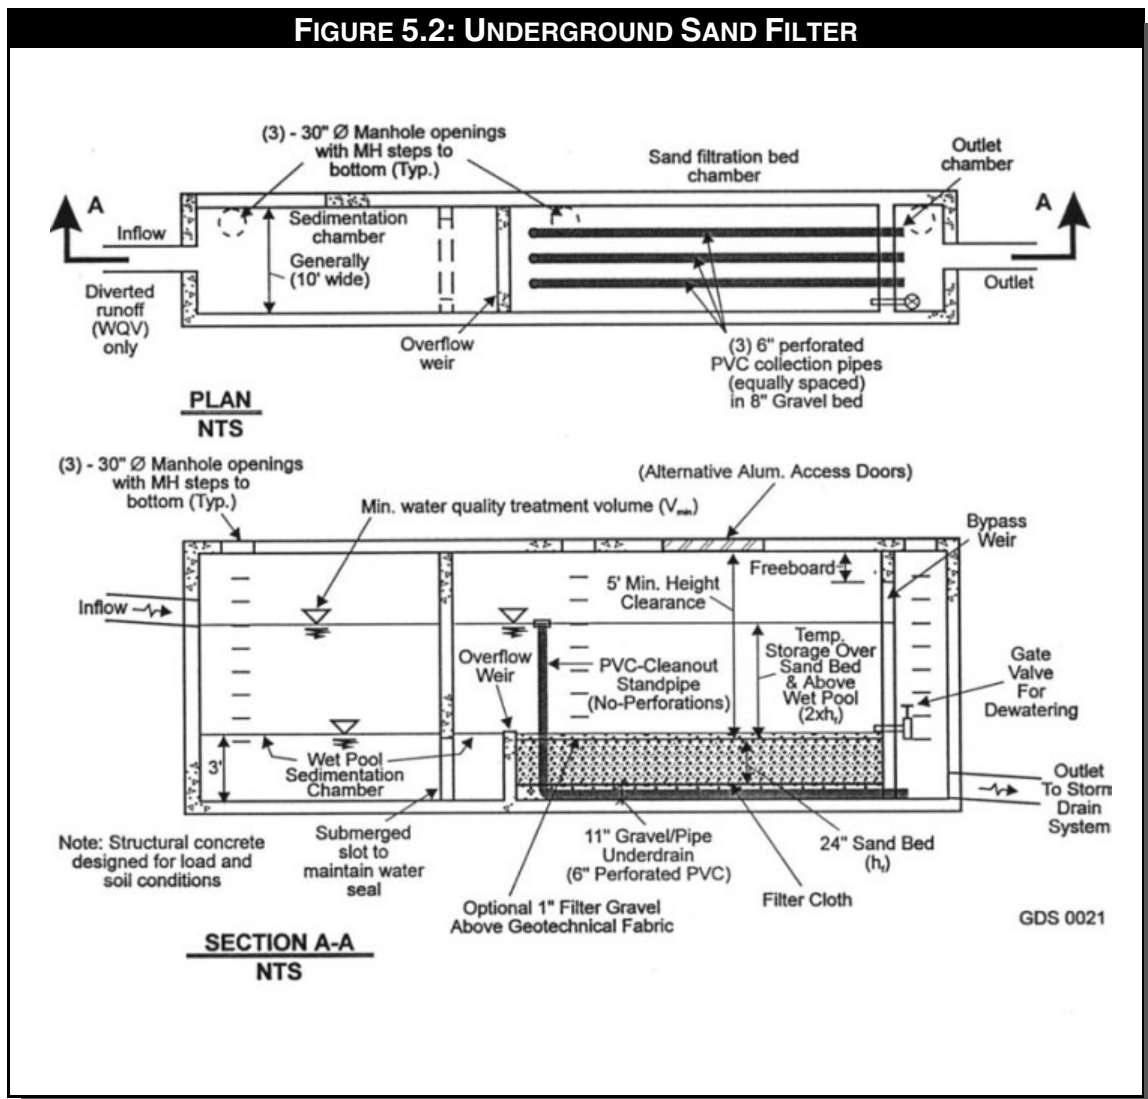 FIGURE 5.2: UNDERGROUND SAND FILTER
(3) - 30" Ø Manhole openings
with MH steps to
bottom (Typ.)
Sand filtration bed
chamber
Outlet
chamber
A
A
Inflow
Sedimentation
chamber
Generally
(10' wide)
Outlet
Diverted
runoff
(WQV)
only
Overflow
weir
(3) 6" perforated
PVC collection pipes
(equally spaced)
in 8" Gravel bed
PLAN
NTS
(3) - 30" Ø Manhole openings
with MH steps to
bottom (Typ.)
Min. water quality treatment volume (Vmin)
(Alternative Alum. Access Doors)
Bypass
Weir
Freeboard
5' Min. Height
Clearance
Inflow
Temp.
Storage Over
Sand Bed
& Above
Wet Pool
(2xhf)
Overflow
Weir
PVC-Cleanout
Standpipe
(No-Perforations)
Gate
Valve
For
Dewatering
3'
Wet Pool
Sedimentation
Chamber
Outlet
To Storm
Drain
System
Note: Structural concrete
designed for load and
soil conditions
Submerged
slot to
maintain water
seal
11" Gravel/Pipe
Underdrain
(6" Perforated PVC)
24" Sand Bed
(hf)
Filter Cloth
Optional 1" Filter Gravel
Above Geotechnical Fabric
GDS 0021
SECTION A-A
NTS